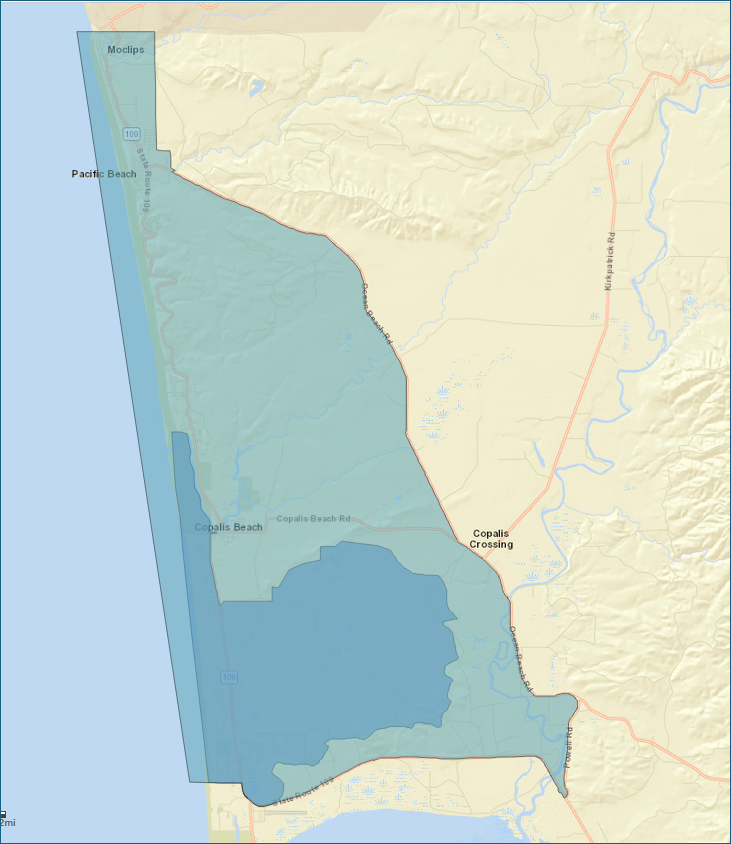 Moclips
109
State Route 109
Pacific Beach
Kirkpatrick Rd
Ocean Beach Rd
Copalis Beach Rd
Copalis Beach
Copalis
Crossing
Ocean Beach Rd
109
Powell Rd
State Route 109
2mi